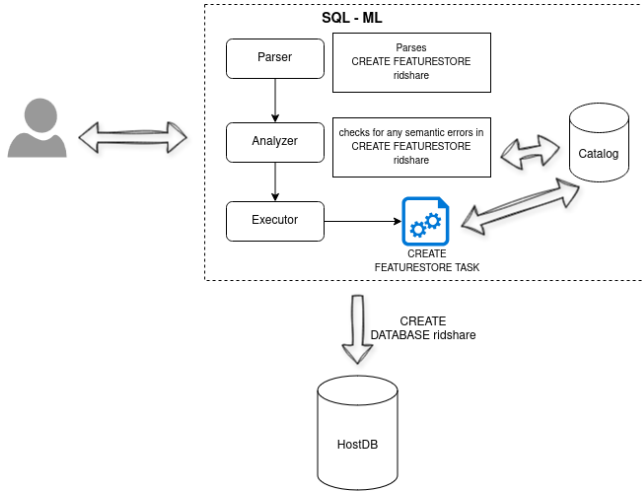 SQL - ML
Parser
Parses
CREATE FEATURESTORE
ridshare
Analyzer
checks for any semantic errors in
CREATE FEATURESTORE
ridshare
Catalog
Executor
CREATE
FEATURESTORE TASK
CREATE
DATABASE ridshare
HostDB